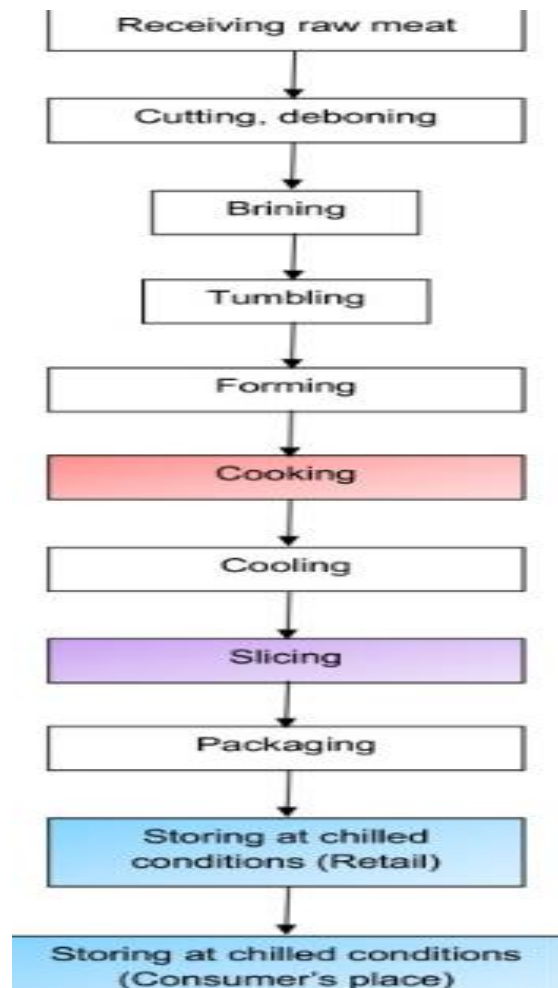 Receiving raw meat
Cutting, deboning
Brining
Tumbling
Forming
Cooking
Cooling
Slicing
Packaging
Storing at chilled
conditions (Retail)
Storing at chilled conditions
(Consumer's place)